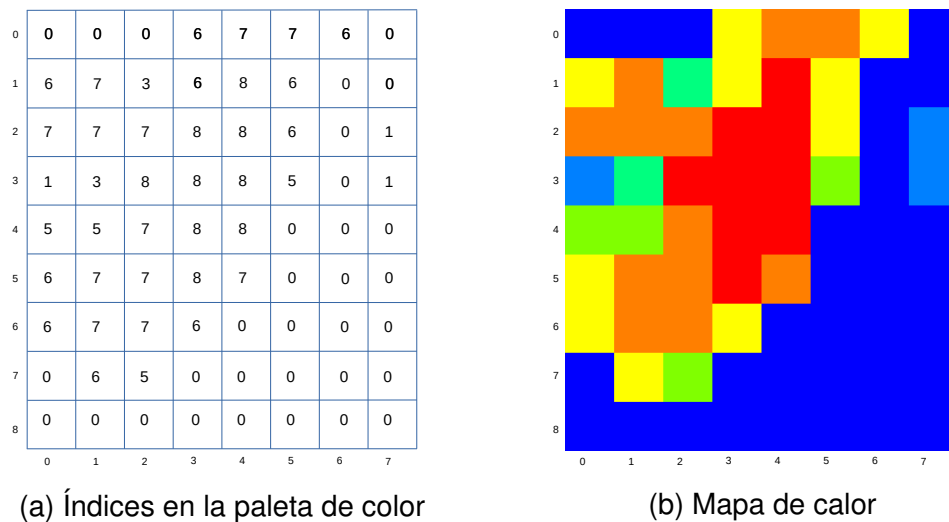 0 0 0 0 6 7 7 6 0
1 6 7 3 6 8 6 0 0
2 7 7 7 8 8 6 0 1
3 1 3 8 8 8 5 0 1
4 5 5 7 8 8 0 0 0
5 6 7 7 8 7 0 0 0
6 6 7 7 6 0 0 0 0
7 0 6 5 0 0 0 0 0
8 0 0 0 0 0 0 0 0
0 1 2 3 4 5 6 7
(a) Índices en la paleta de color
0
1
2
3
4
5
6
7
8
0 1 2 3 4 5 6 7
(b) Mapa de calor